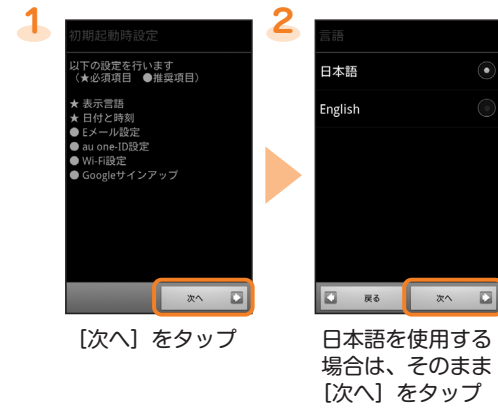 1
初期起動時設定
以下の設定を行います
（★必須項目　●推奨項目）
★ 表示言語
★ 日付と時刻
● Eメール設定
● au one-ID設定
● Wi-Fi設定
● Googleサインアップ
次へ
［次へ］をタップ
2
言語
日本語
English
戻る
次へ
日本語を使用する
場合は、そのまま
［次へ］をタップ